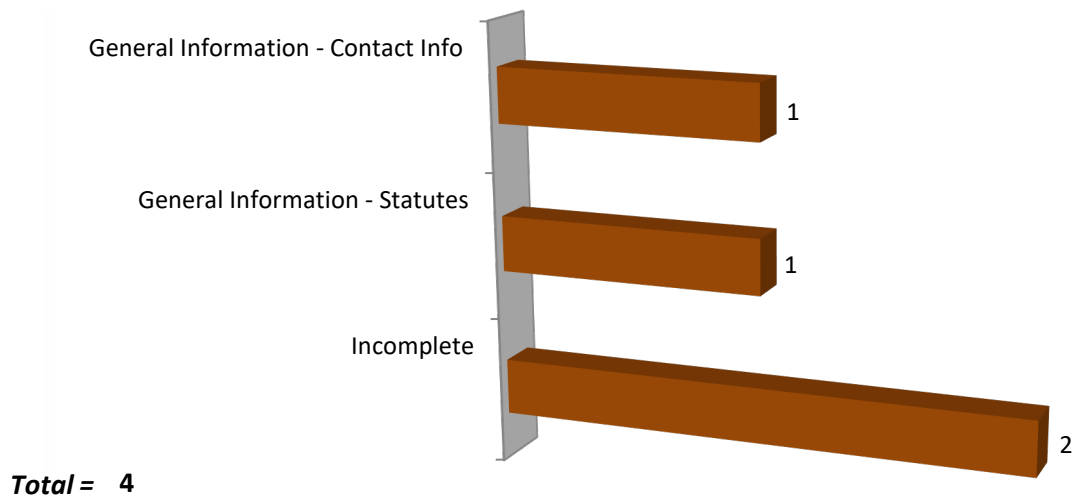 General Information - Contact Info
1
General Information - Statutes
1
Incomplete
2
Total = 4